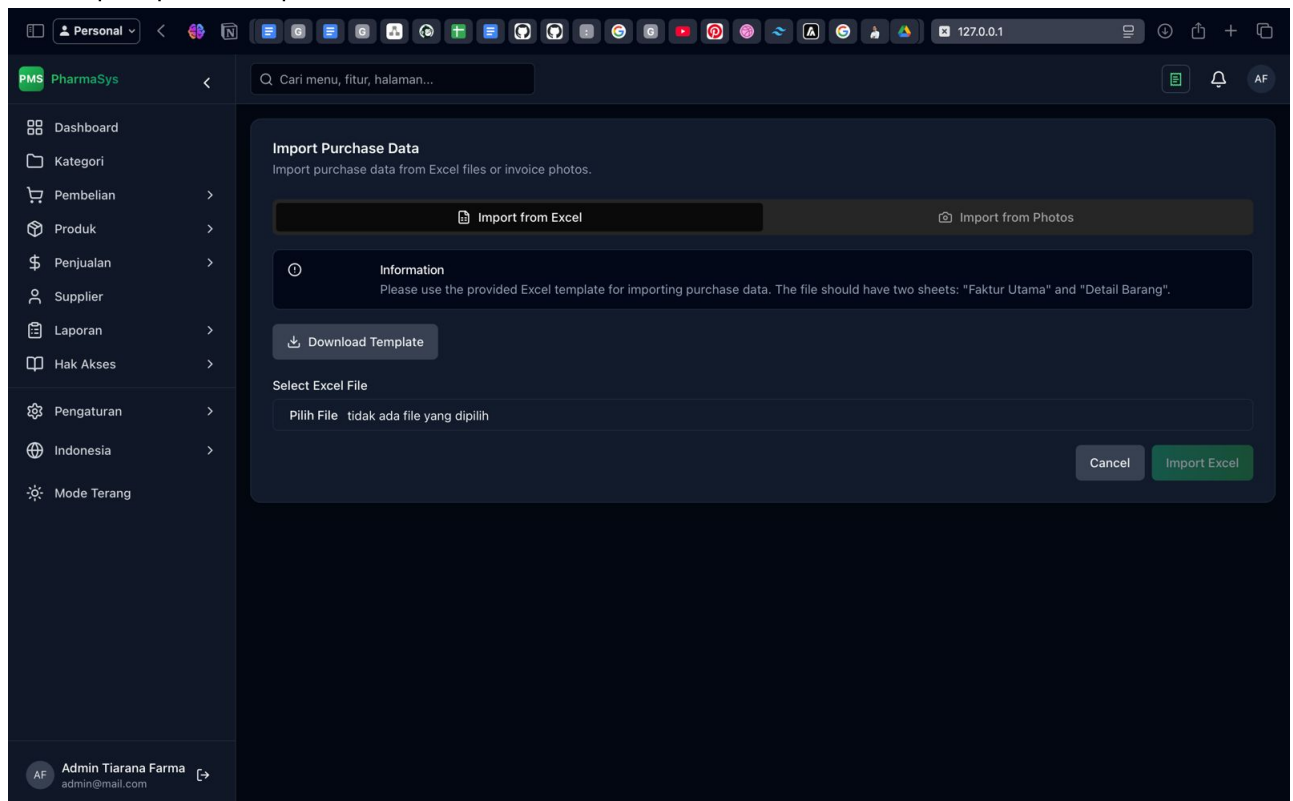 Personal
127.0.0.1
PMS PharmaSys
Cari menu, fitur, halaman...
AF
Dashboard
Kategori
Pembelian
Produk
Penjualan
Supplier
Laporan
Hak Akses
Pengaturan
Indonesia
Mode Terang
Import Purchase Data
Import purchase data from Excel files or invoice photos.
Import from Excel
Import from Photos
Information
Please use the provided Excel template for importing purchase data. The file should have two sheets: "Faktur Utama" and "Detail Barang".
Download Template
Select Excel File
Pilih File tidak ada file yang dipilih
Cancel
Import Excel
AF
Admin Tiarana Farma
admin@mail.com